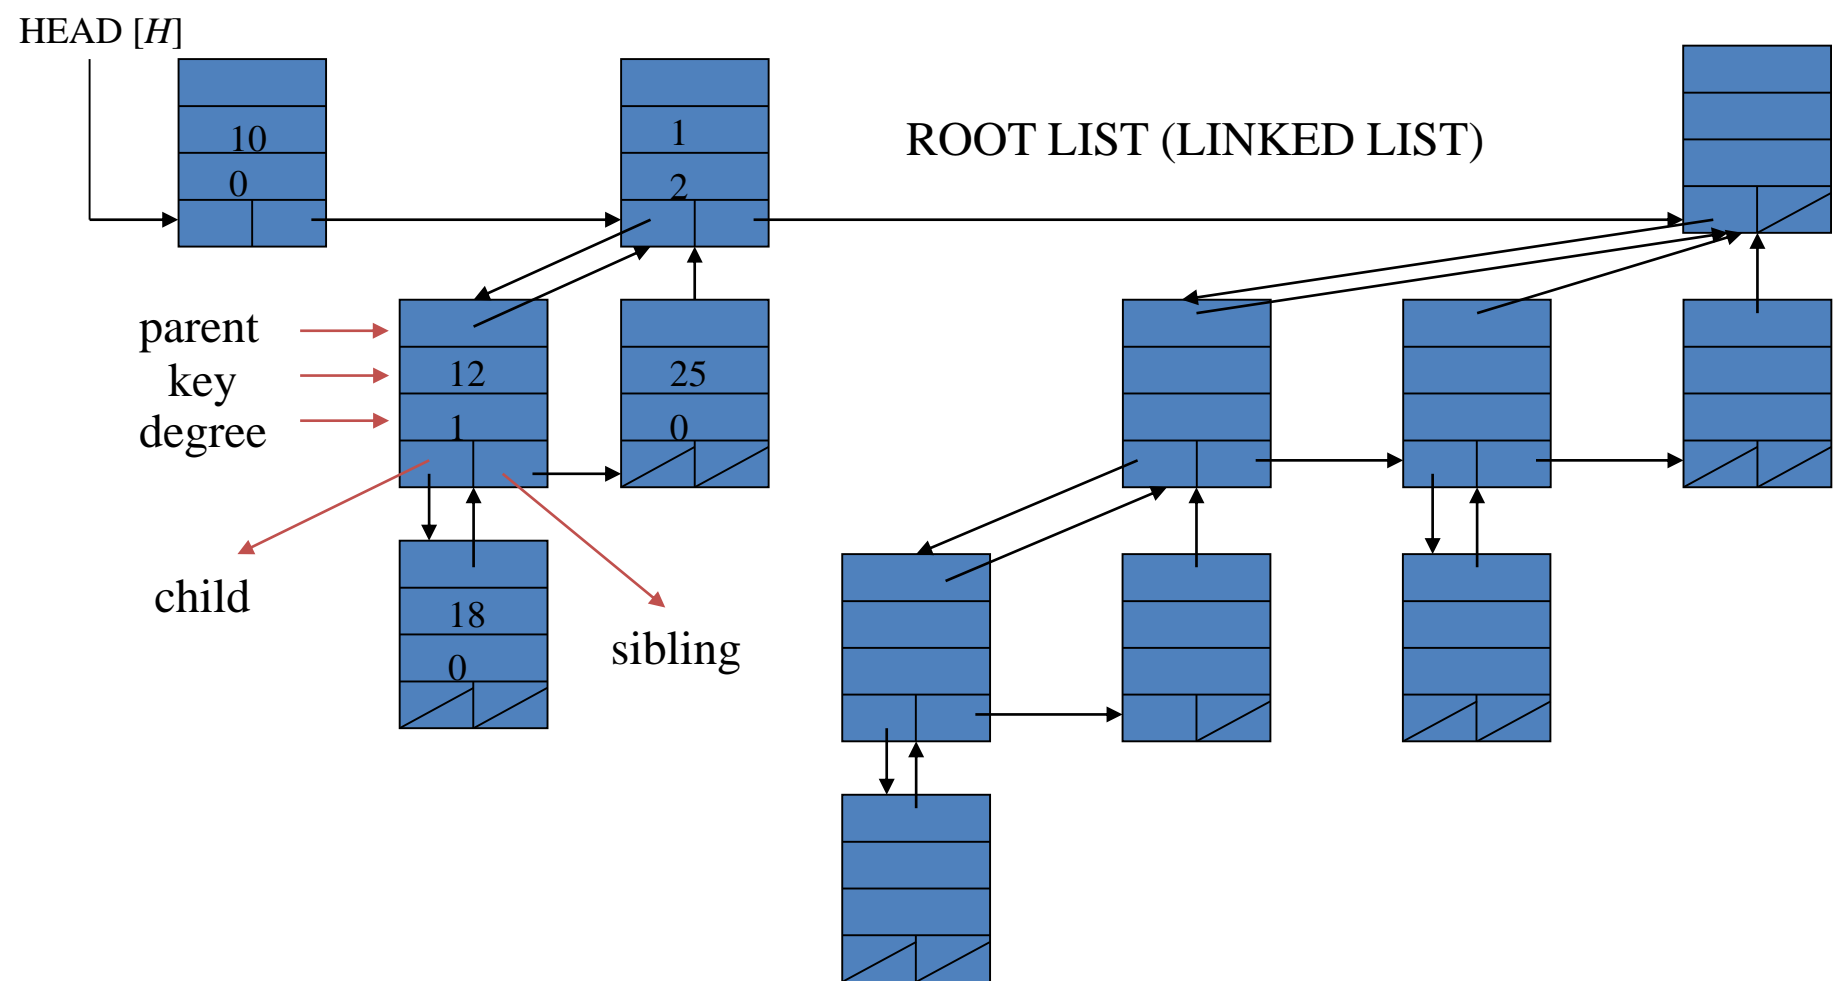 HEAD [H]
10
0
1
2
ROOT LIST (LINKED LIST)
parent
key
degree
12
1
25
0
child
18
0
sibling